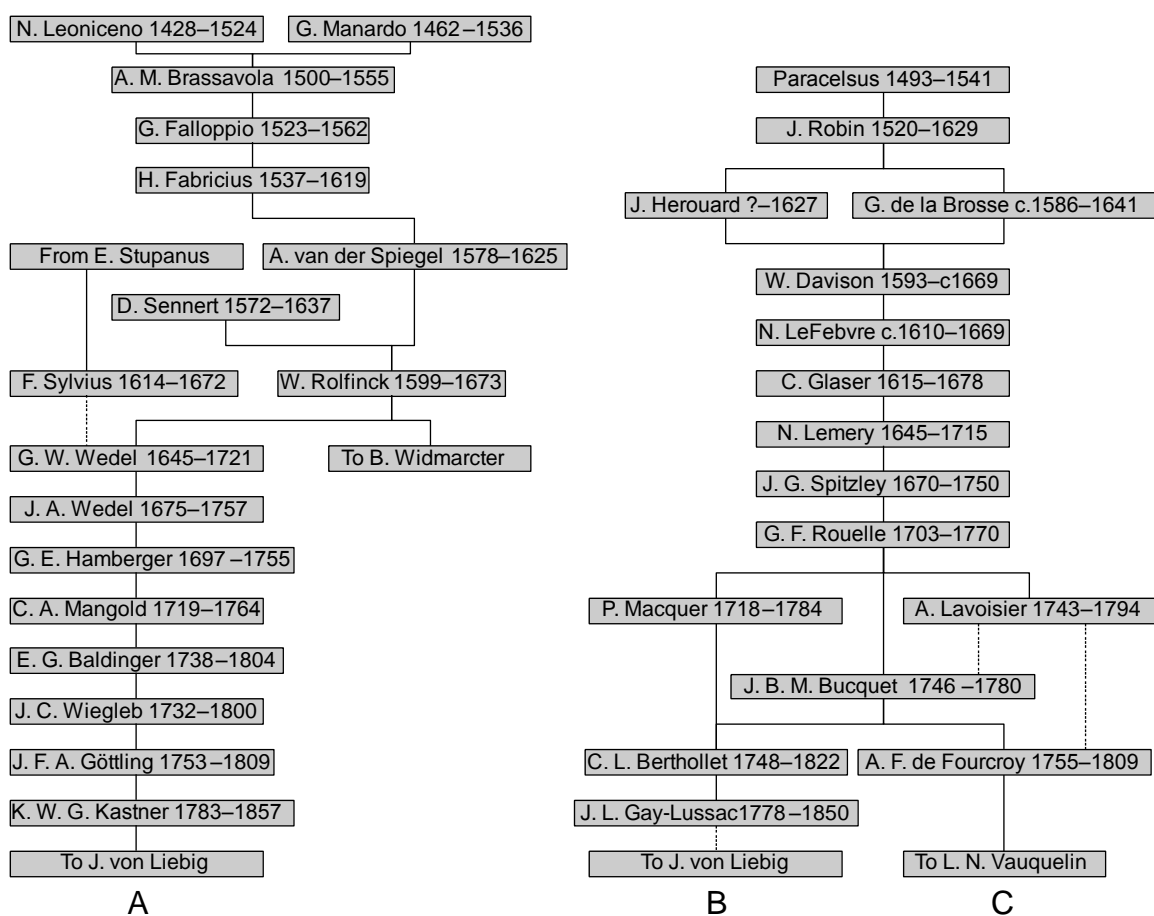 N. Leoniceno 1428–1524
G. Manardo 1462–1536
A. M. Brassavola 1500–1555
G. Falloppio 1523–1562
H. Fabricius 1537–1619
From E. Stupanus
A. van der Spiegel 1578–1625
D. Sennert 1572–1637
F. Sylvius 1614–1672
W. Rolfinck 1599–1673
G. W. Wedel 1645–1721
To B. Widmarcter
J. A. Wedel 1675–1757
G. E. Hamberger 1697–1755
C. A. Mangold 1719–1764
E. G. Baldinger 1738–1804
J. C. Wiegleb 1732–1800
J. F. A. Göttling 1753–1809
K. W. G. Kastner 1783–1857
To J. von Liebig
A
Paracelsus 1493–1541
J. Robin 1520–1629
J. Herouard ?–1627
G. de la Brosse c.1586–1641
W. Davison 1593–c1669
N. LeFebvre c.1610–1669
C. Glaser 1615–1678
N. Lemery 1645–1715
J. G. Spitzley 1670–1750
G. F. Rouelle 1703–1770
P. Macquer 1718–1784
A. Lavoisier 1743–1794
J. B. M. Bucquet 1746–1780
C. L. Berthollet 1748–1822
A. F. de Fourcroy 1755–1809
J. L. Gay-Lussac1778–1850
To J. von Liebig
To L. N. Vauquelin
B
C